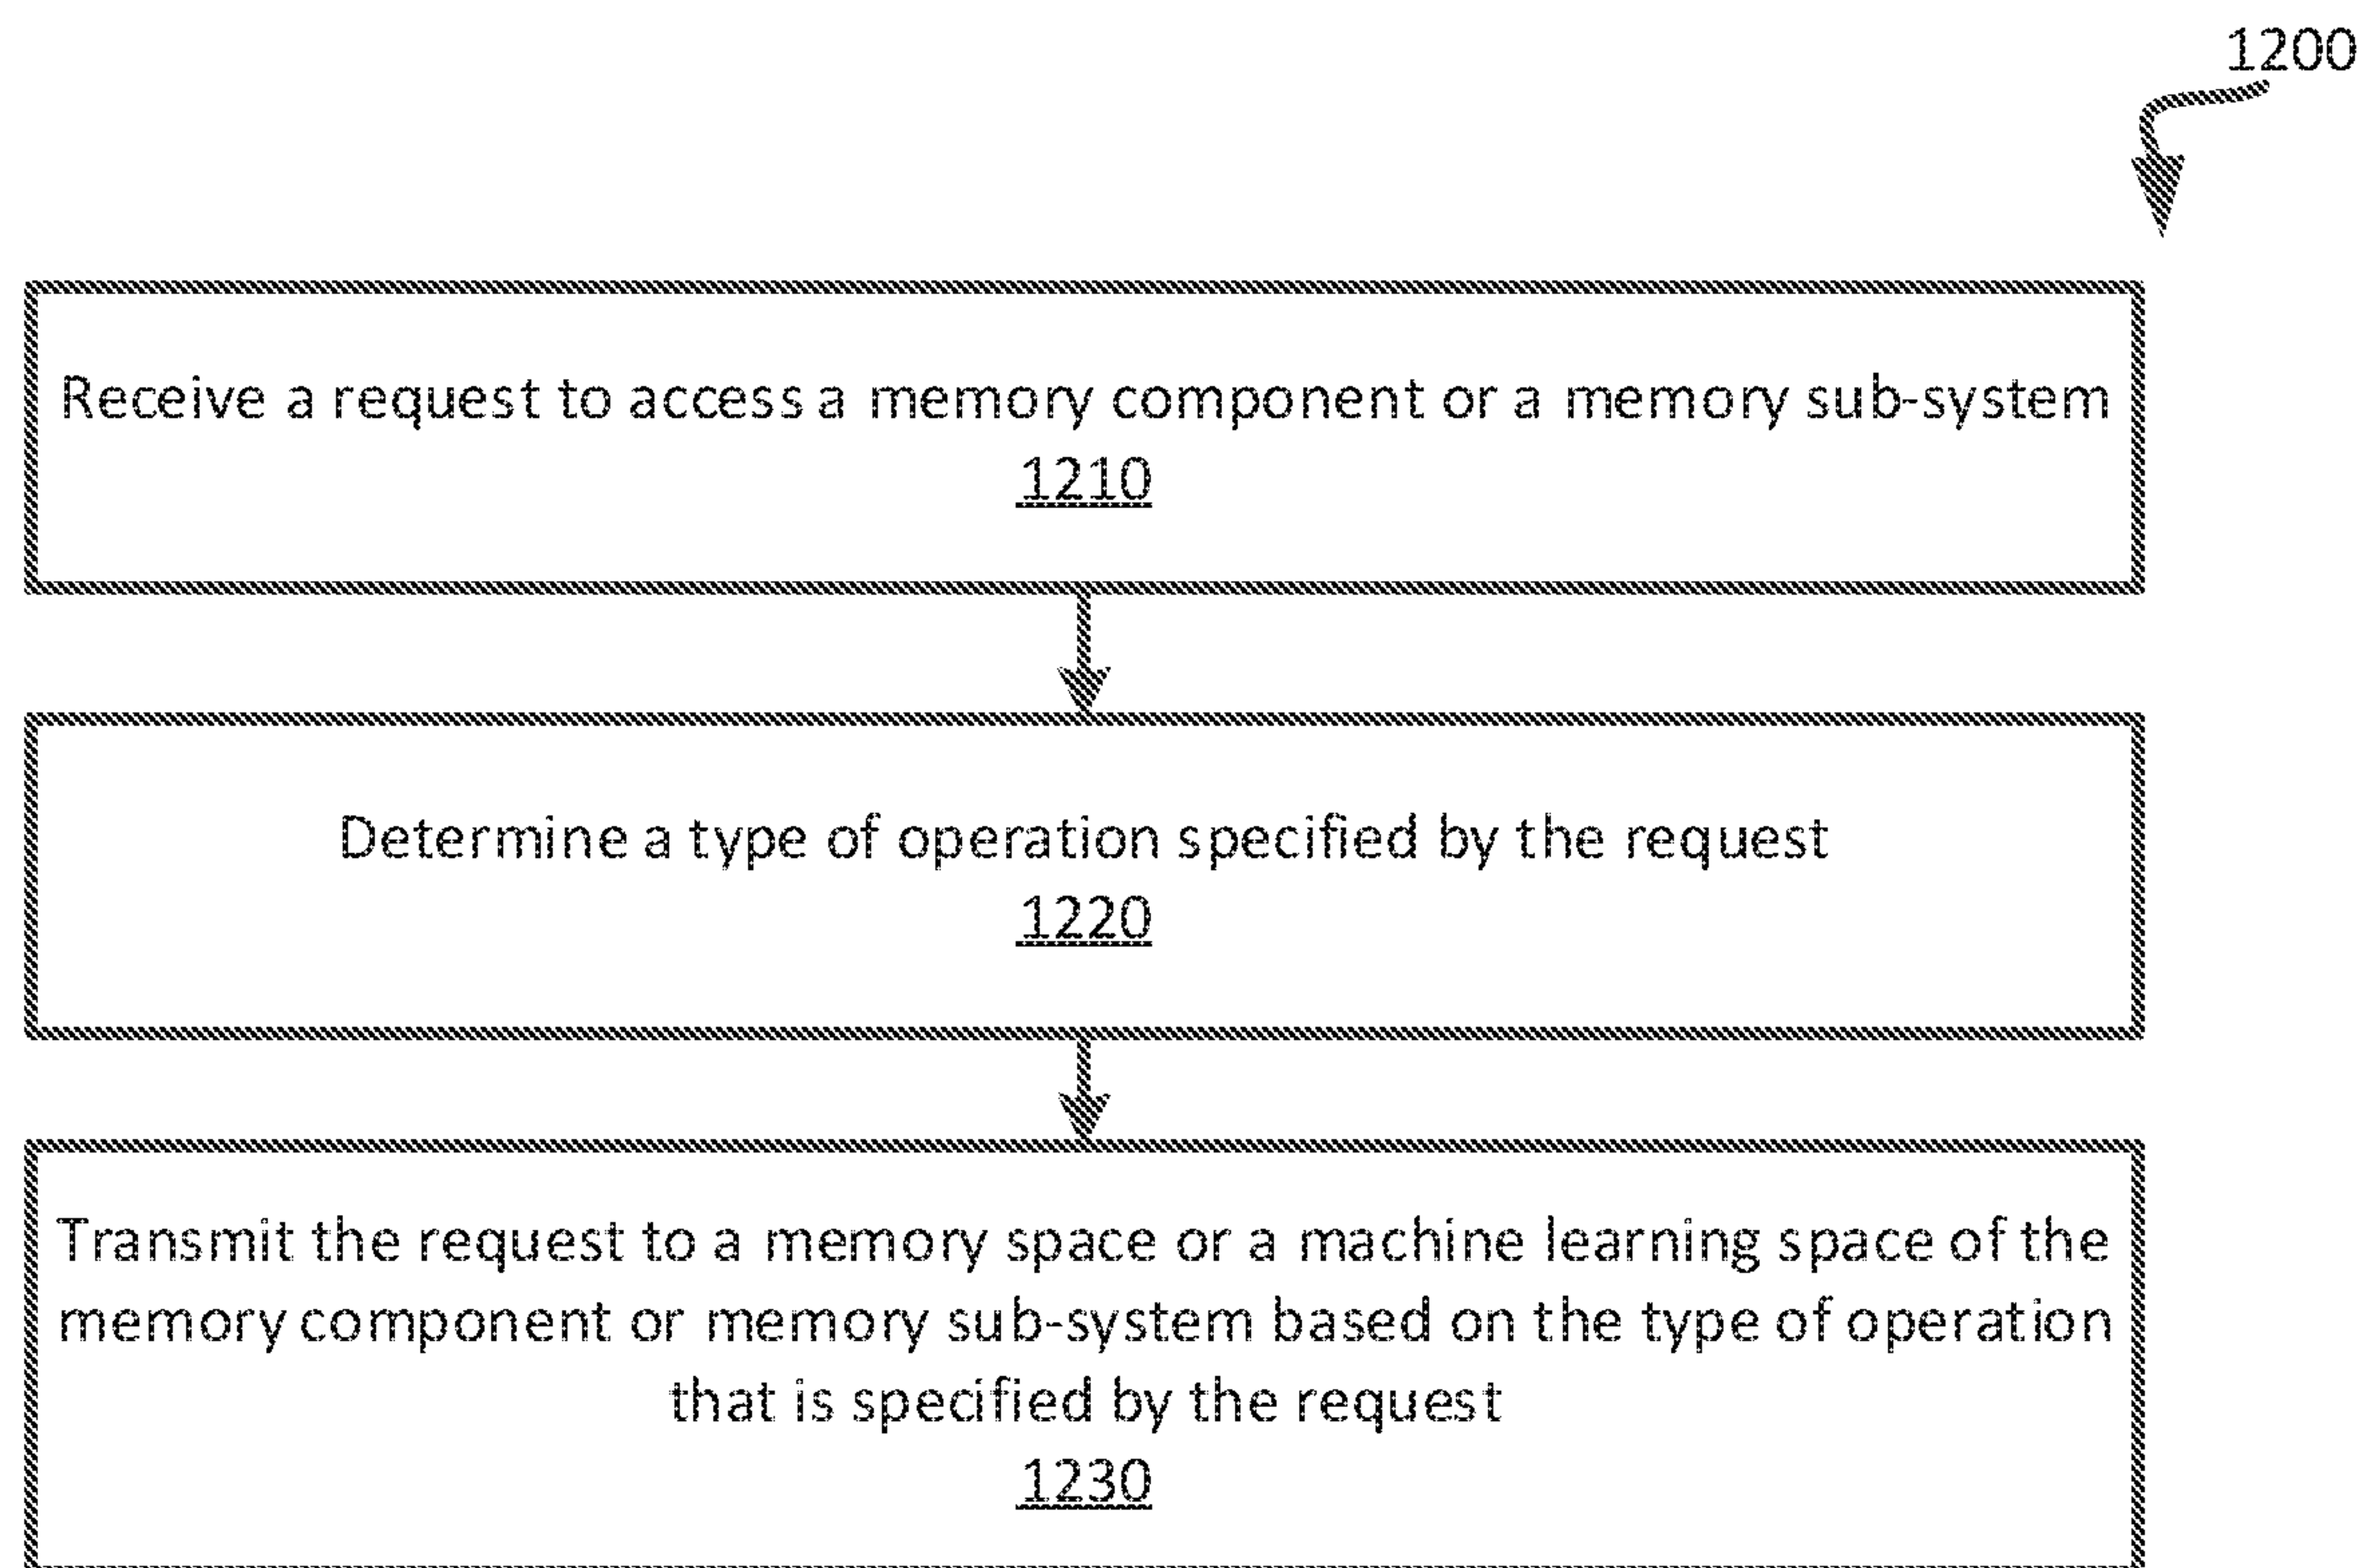 1200
Receive a request to access a memory component or a memory sub-system
1210
Determine a type of operation specified by the request
1220
Transmit the request to a memory space or a machine learning space of the
memory component or memory sub-system based on the type of operation
that is specified by the request
1230